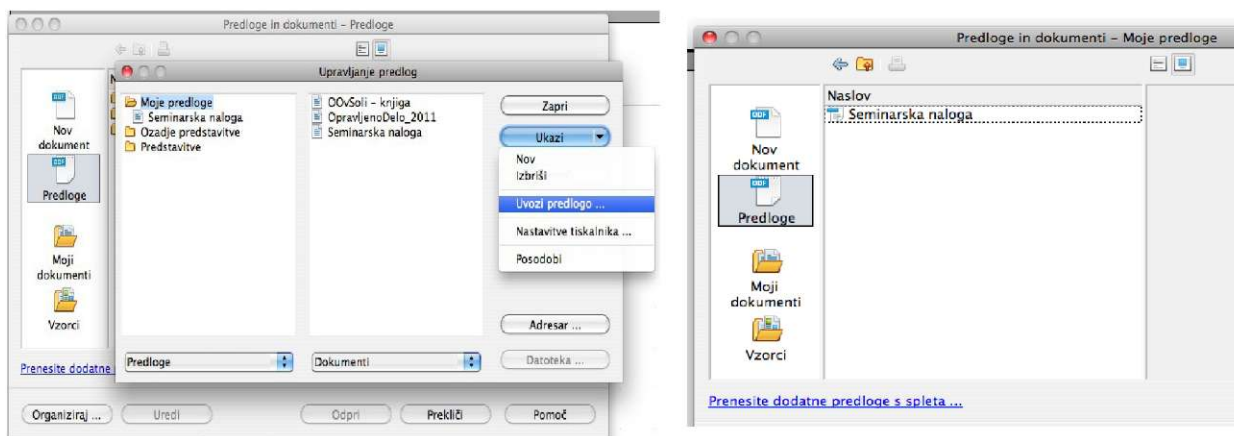 Predloge in dokumenti – Predloge
Upravljanje predlog
Nov
dokument
Predloge
Moji
dokumenti
Vzorci
Moje predloge
Seminarska naloga
Ozadje predstavitve
Predstavitve
OOvSoli – knjiga
OpravljenoDelo_2011
Seminarska naloga
Zapri
Ukazi
Nov
Izbriši
Uvozi predlogo ...
Nastavitve tiskalnika ...
Posodobi
Adresar ...
Datoteka ...
Predloge
Dokumenti
Prenesite dodatne
Organiziraj ...
Uredi
Odpri
Prekliči
Pomoč
Predloge in dokumenti – Moje predloge
Naslov
Seminarska naloga
Nov
dokument
Predloge
Moji
dokumenti
Vzorci
Prenesite dodatne predloge s spleta ...